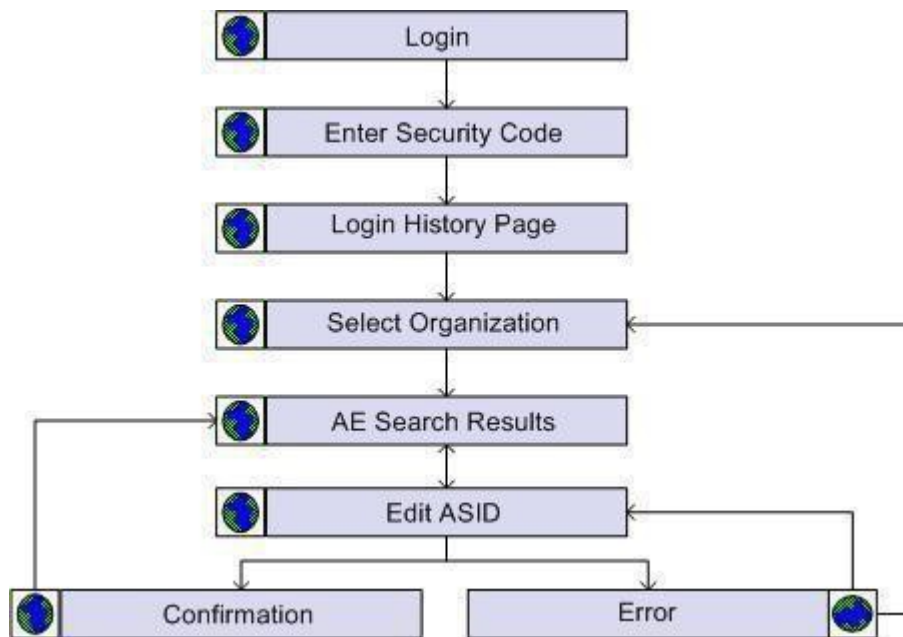 Login
Enter Security Code
Login History Page
Select Organization
AE Search Results
Edit ASID
Confirmation
Error